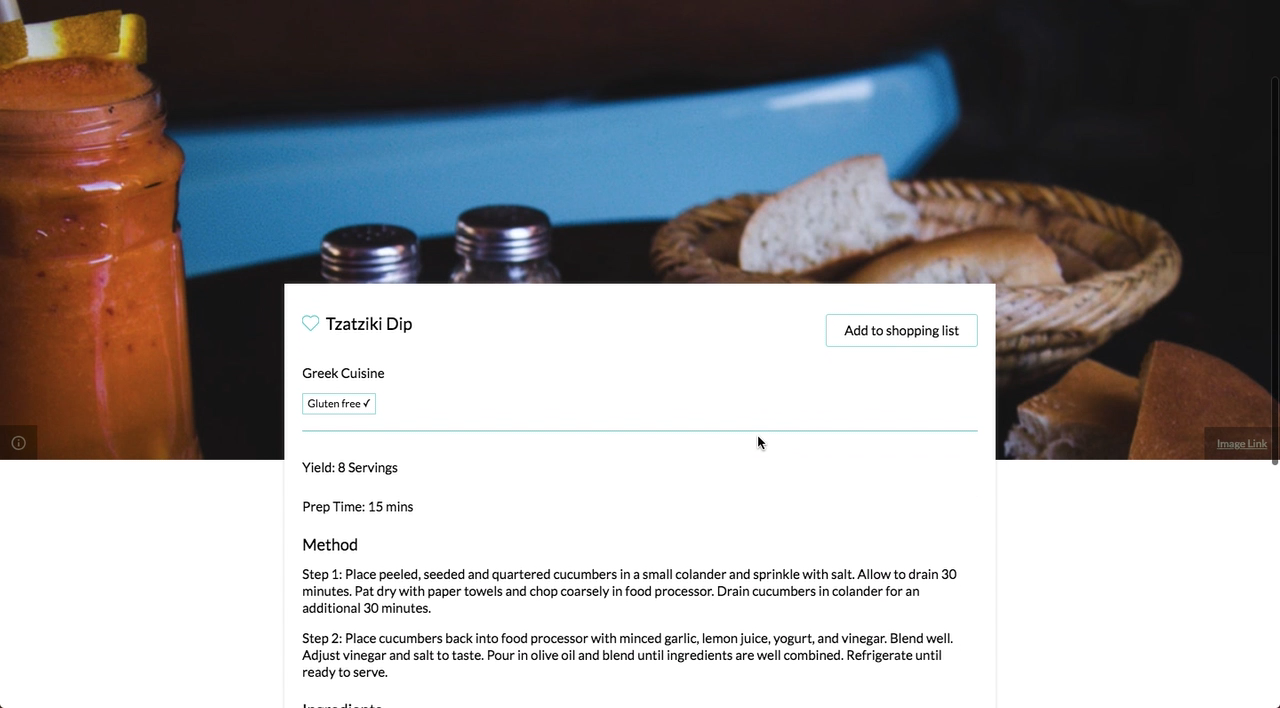 Tzatziki Dip
Add to shopping list
Greek Cuisine
Gluten free ✓
Image Link
Yield: 8 Servings
Prep Time: 15 mins
Method
Step 1: Place peeled, seeded and quartered cucumbers in a small colander and sprinkle with salt. Allow to drain 30
minutes. Pat dry with paper towels and chop coarsely in food processor. Drain cucumbers in colander for an
additional 30 minutes.
Step 2: Place cucumbers back into food processor with minced garlic, lemon juice, yogurt, and vinegar. Blend well.
Adjust vinegar and salt to taste. Pour in olive oil and blend until ingredients are well combined. Refrigerate until
ready to serve.
Ingredients